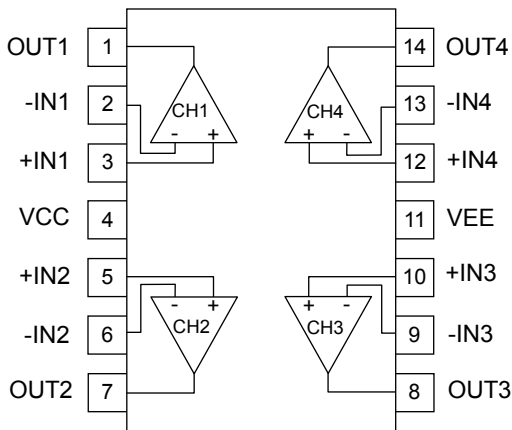 OUT1 1 14 OUT4
-IN1 2 13 -IN4
CH1 CH4
- + + -
+IN1 3 12 +IN4
VCC 4 11 VEE
+IN2 5 10 +IN3
- + + -
CH2 CH3
-IN2 6 9 -IN3
OUT2 7 8 OUT3